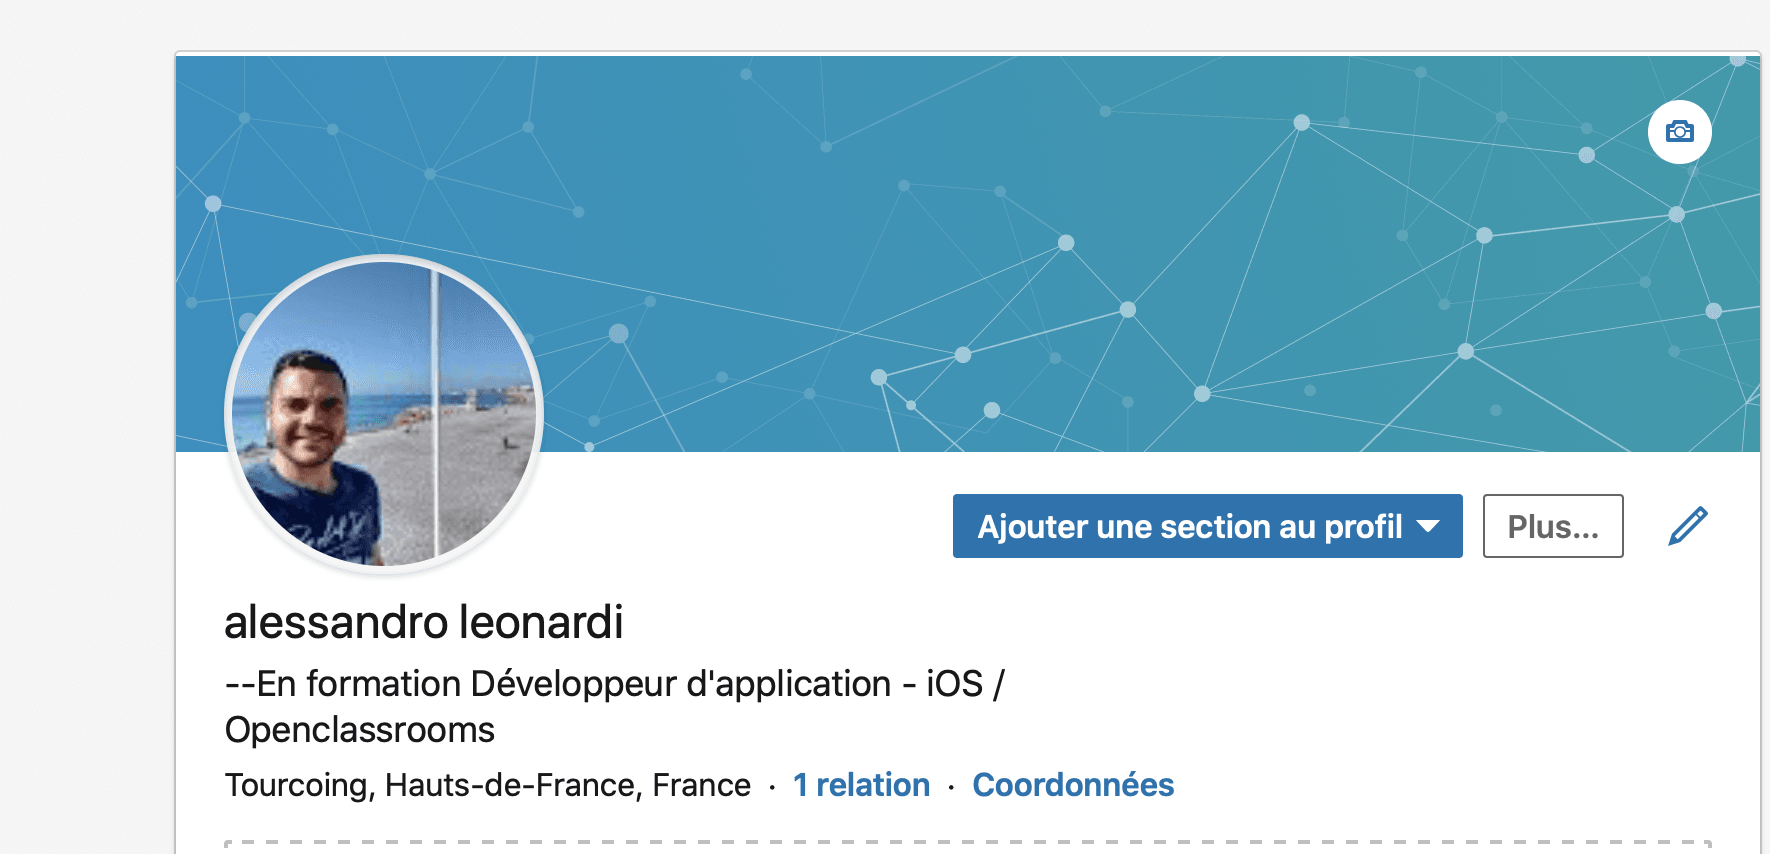 Ajouter une section au profil
Plus...
alessandro leonardi
--En formation Développeur d'application - iOS /
Openclassrooms
Tourcoing, Hauts-de-France, France · 1 relation · Coordonnées